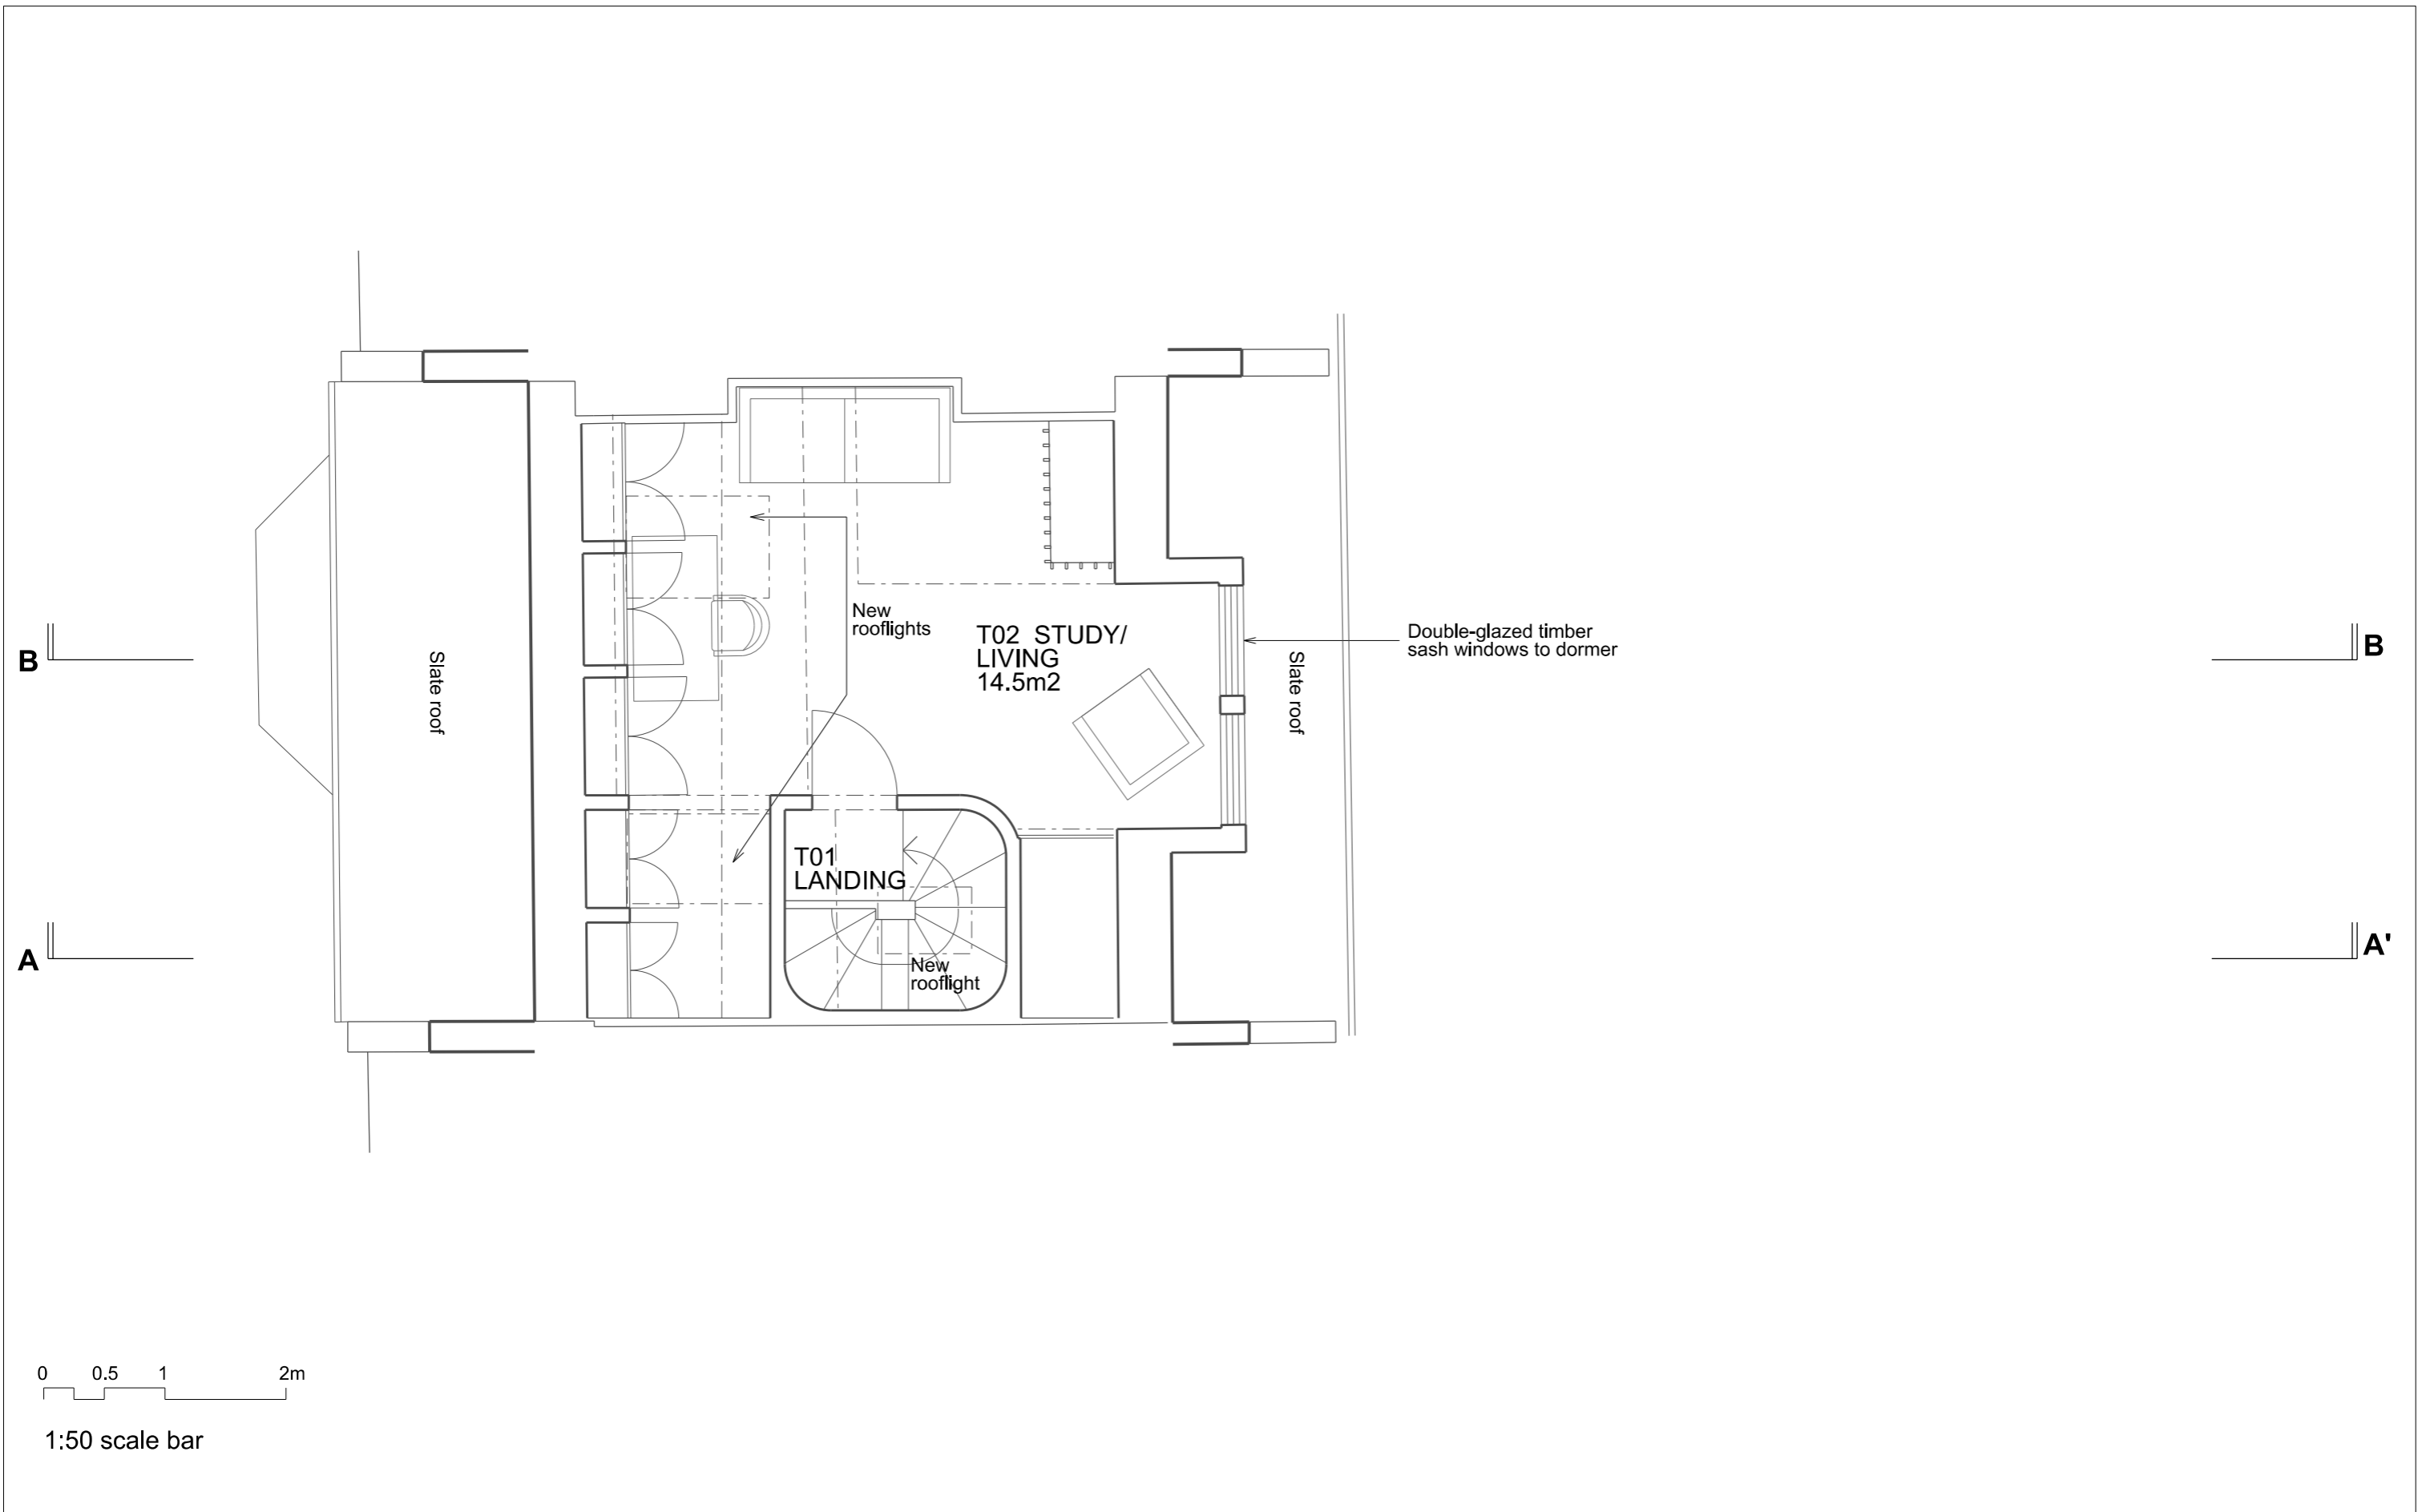 New
rooflights
T02 STUDY/
LIVING
14.5m2
Double-glazed timber
sash windows to dormer
B
Slate roof
Slate roof
B
T01
LANDING
A
New
rooflight
A'
0 0.5 1 2m
1:50 scale bar